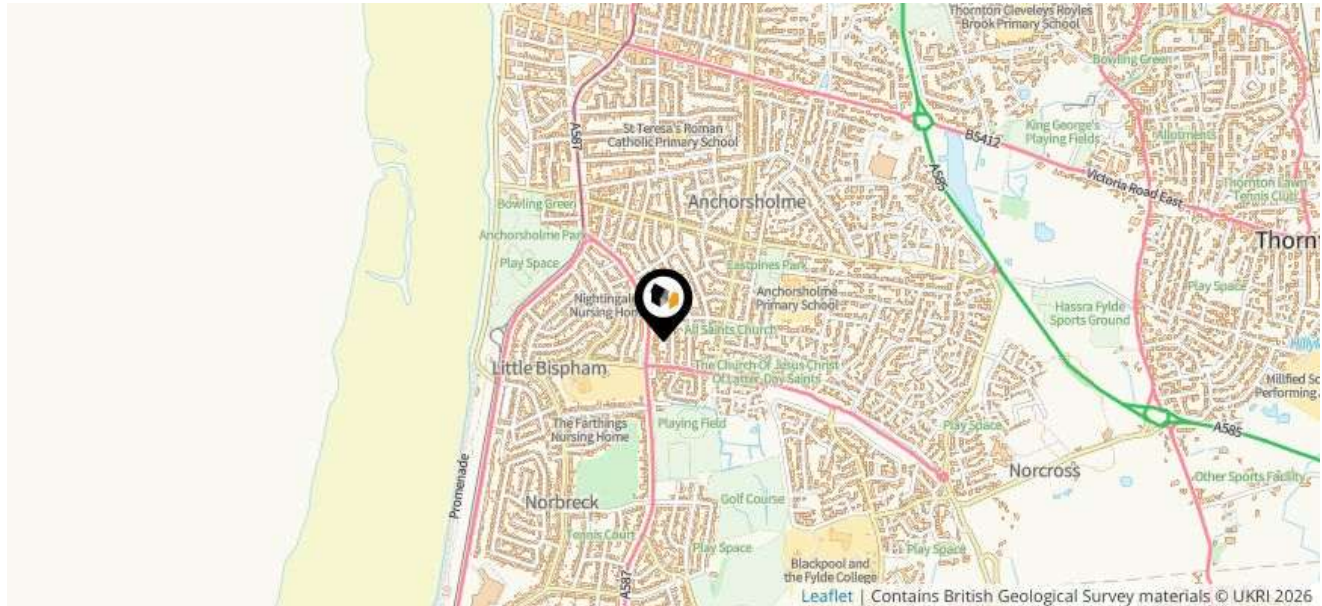 Thornton Cleveleys Royles
Brook Primary School
Bowling Green
A587
St Teresa's Roman
Catholic Primary School
B5412
King George's
Playing Fields
Allotments
A585
Victoria Road East
Thornton Lawn
Tennis Club
Bowling Green
Anchorsholme
Anchorsholme Park
Play Space
Eastpines Park
Thornt
Nightingale
Nursing Hom
Anchorsholme
Primary School
Play Space
Hassra Fylde
Sports Ground
All Saints Church
Little Bispham
The Church Of Jesus Christ
Of Latter-Day Saints
Millfield Sc
Performing
The Farthings
Nursing Home
Playing Field
Play Space
A585
Promenade
Norcross
Other Sports Facility
Norbreck
Golf Course
Tennis Court
Play Space
Play Space
A587
Blackpool and
the Fylde College
Leaflet | Contains British Geological Survey materials © UKRI 2026